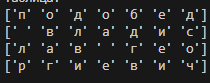 таблица:
['п' 'о' 'д' 'о' 'б' 'е' 'д']
[' ' 'в' 'л' 'а' 'д' 'и' 'с']
['л' 'а' 'в' ' ' 'г' 'е' 'о']
['р' 'г' 'и' 'е' 'в' 'и' 'ч']